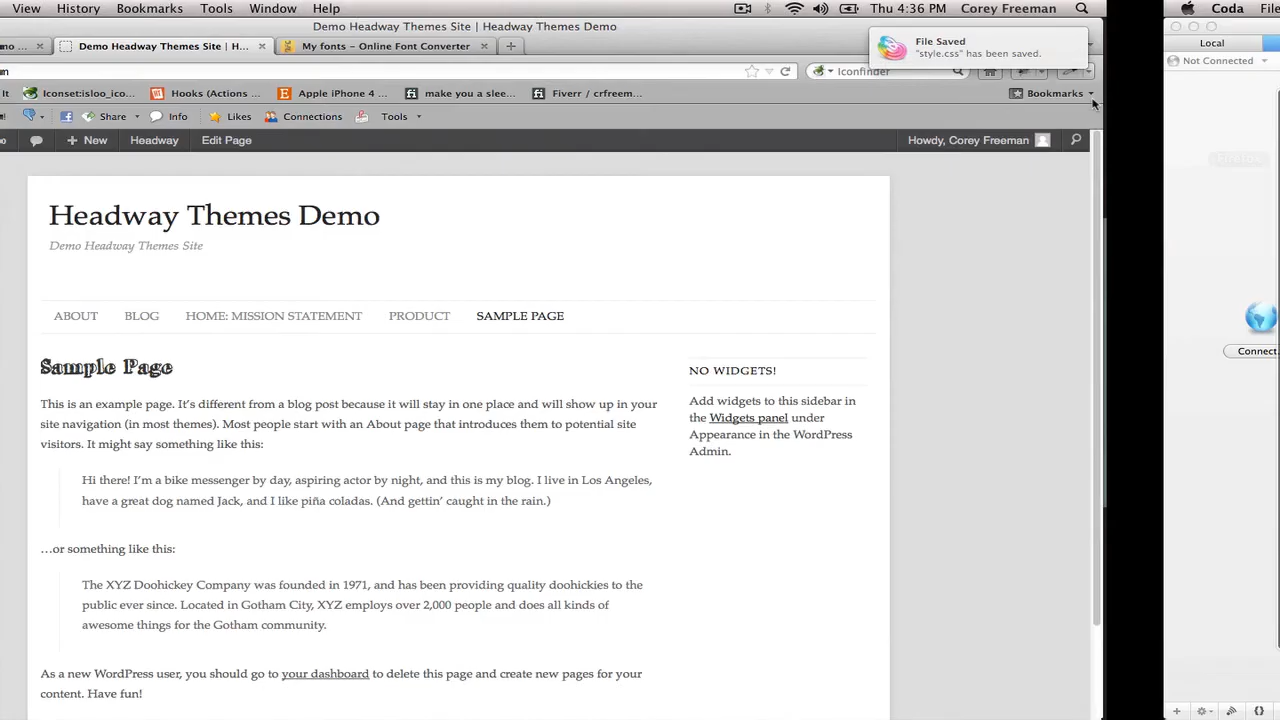 View History Bookmarks Tools Window Help Thu 4:36 PM Corey Freeman Coda File
Demo Headway Themes Site | Headway Themes Demo
Demo Headway Themes Site | H... My fonts - Online Font Converter
File Saved
"style.css" has been saved.
Local
Iconfinder
Not Connected
It Iconset:isloo_ico... Hooks (Actions ... Apple iPhone 4 ... make you a slee... Fiverr / crfreem... Bookmarks
Share Info Likes Connections Tools
New Headway Edit Page Howdy, Corey Freeman
Firefox
Headway Themes Demo
Demo Headway Themes Site
ABOUT BLOG HOME: MISSION STATEMENT PRODUCT SAMPLE PAGE
Connect.
Sample Page
This is an example page. It's different from a blog post because it will stay in one place and will show up in your
site navigation (in most themes). Most people start with an About page that introduces them to potential site
visitors. It might say something like this:
Hi there! I'm a bike messenger by day, aspiring actor by night, and this is my blog. I live in Los Angeles,
have a great dog named Jack, and I like piña coladas. (And gettin' caught in the rain.)
…or something like this:
The XYZ Doohickey Company was founded in 1971, and has been providing quality doohickies to the
public ever since. Located in Gotham City, XYZ employs over 2,000 people and does all kinds of
awesome things for the Gotham community.
As a new WordPress user, you should go to your dashboard to delete this page and create new pages for your
content. Have fun!
NO WIDGETS!
Add widgets to this sidebar in
the Widgets panel under
Appearance in the WordPress
Admin.